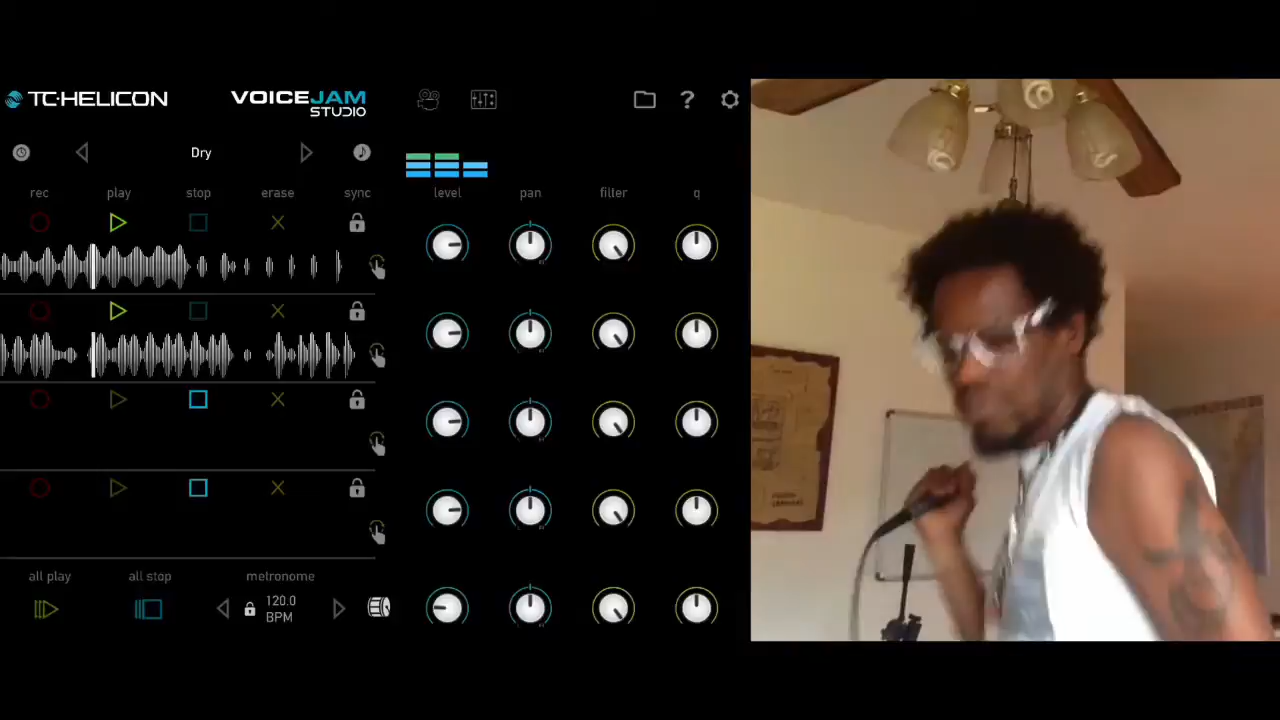 TC·HELICON
VOICEJAM
STUDIO
Dry
rec play stop erase sync
level pan filter q
all play all stop metronome
120.0
BPM